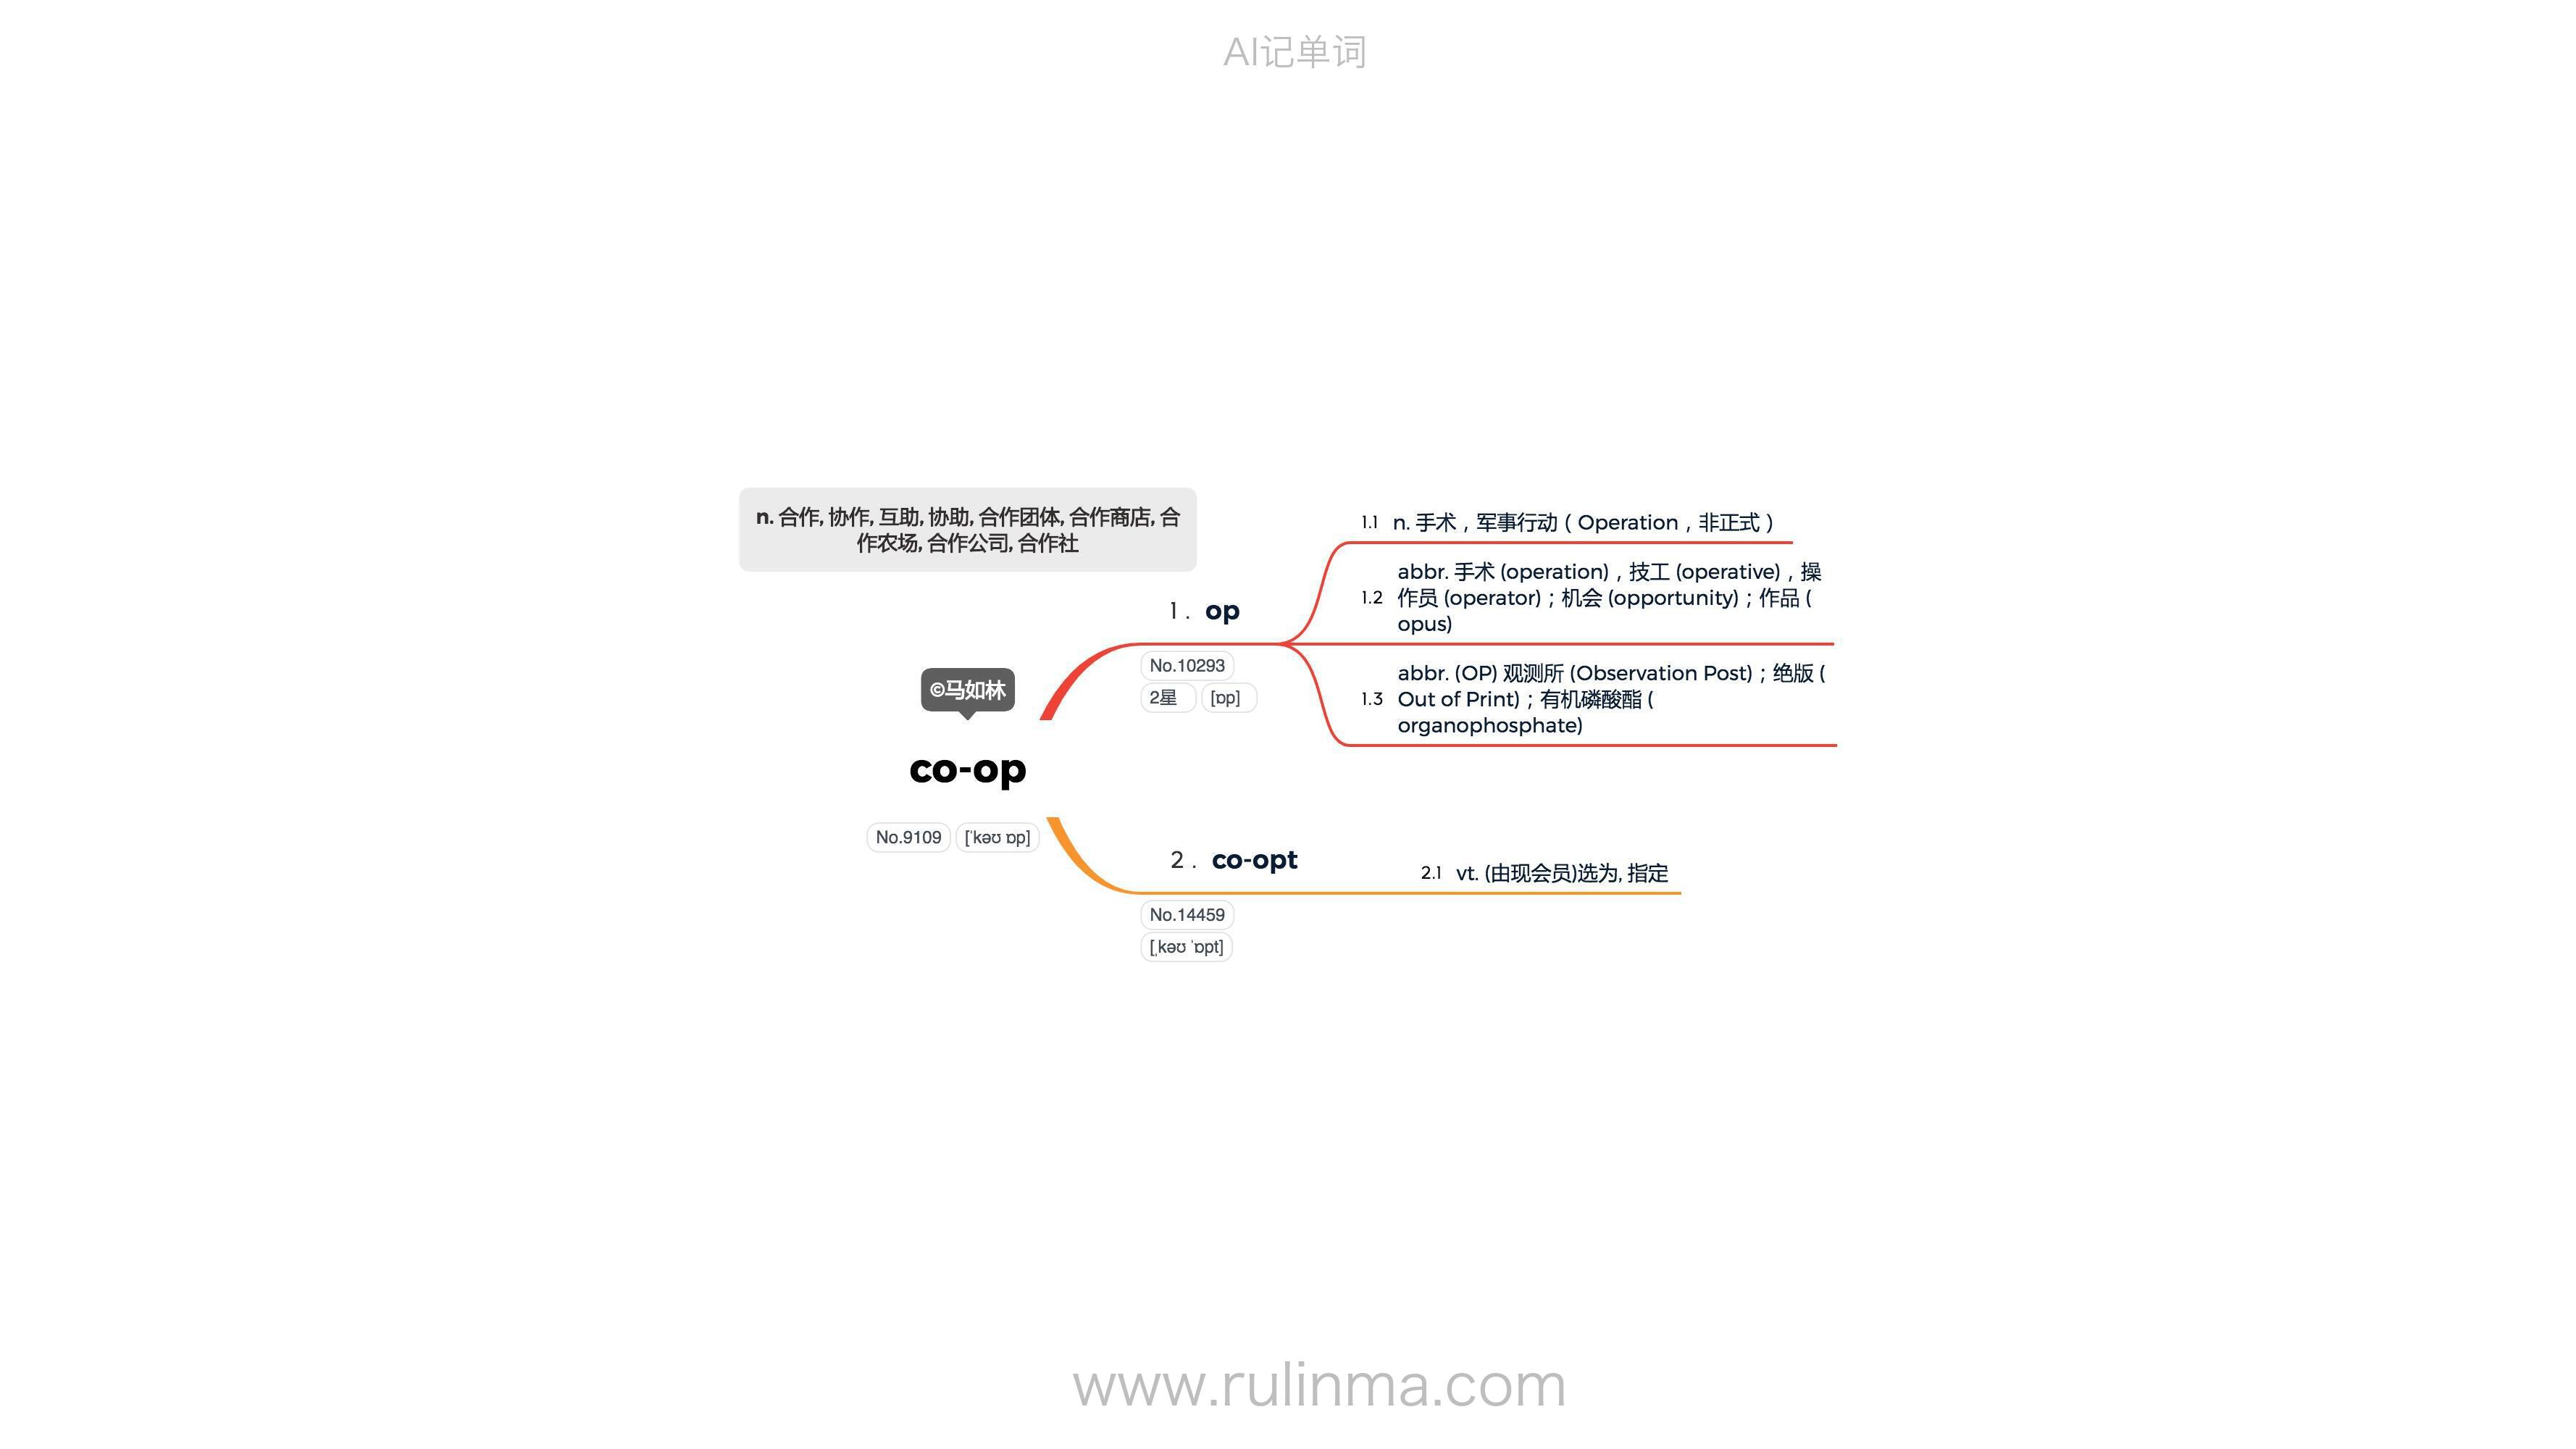 AI记单词
n. 合作, 协作, 互助, 协助, 合作团体, 合作商店, 合
作农场, 合作公司, 合作社
©马如林
co-op
No.9109 [ˈkəʊ ɒp]
1. op
No.10293
2星 [ɒp]
1.1 n. 手术，军事行动（Operation，非正式）
1.2 abbr. 手术 (operation)，技工 (operative)，操
作员 (operator)；机会 (opportunity)；作品 (
opus)
1.3 abbr. (OP) 观测所 (Observation Post)；绝版 (
Out of Print)；有机磷酸酯 (
organophosphate)
2. co-opt
No.14459
[ˌkəʊ ˈɒpt]
2.1 vt. (由现会员)选为, 指定
www.rulinma.com